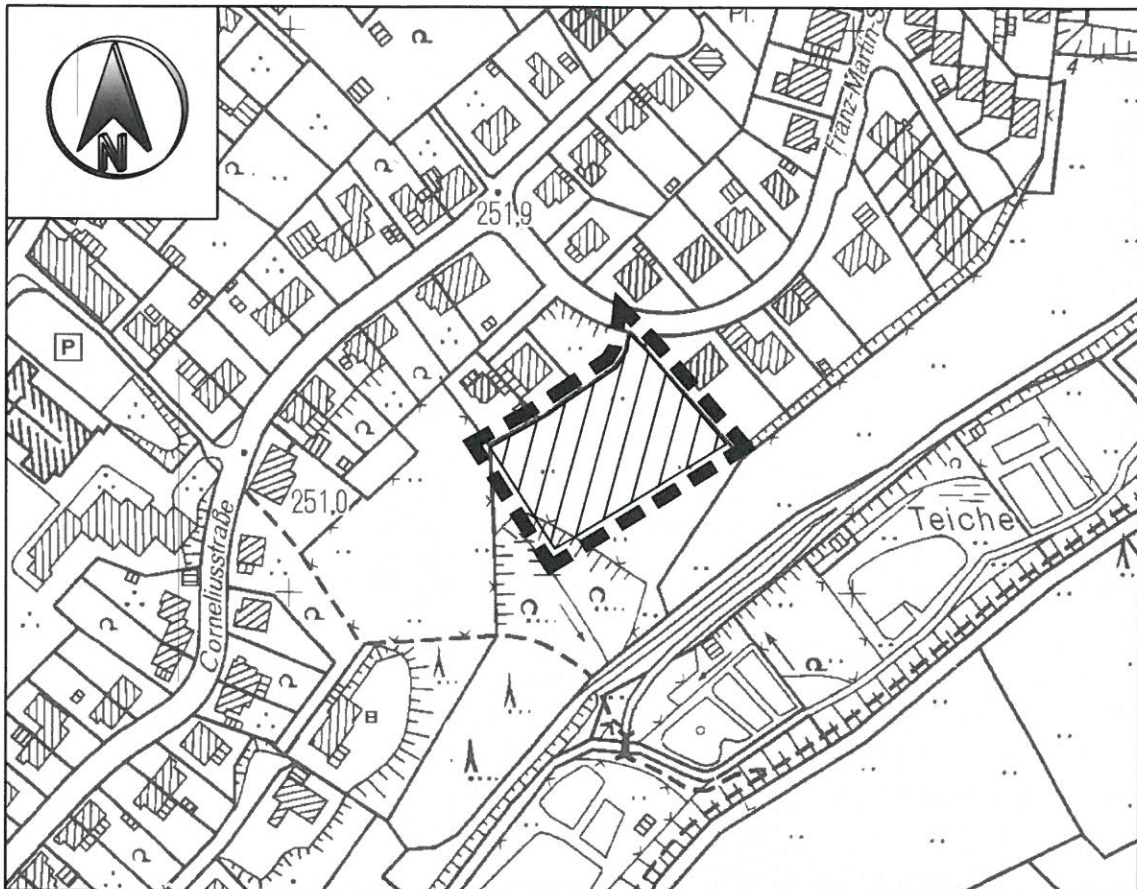 N
Pl.
4
Franz-Martin-S
251,9
P
251,0
Teiche
Corneliusstraße